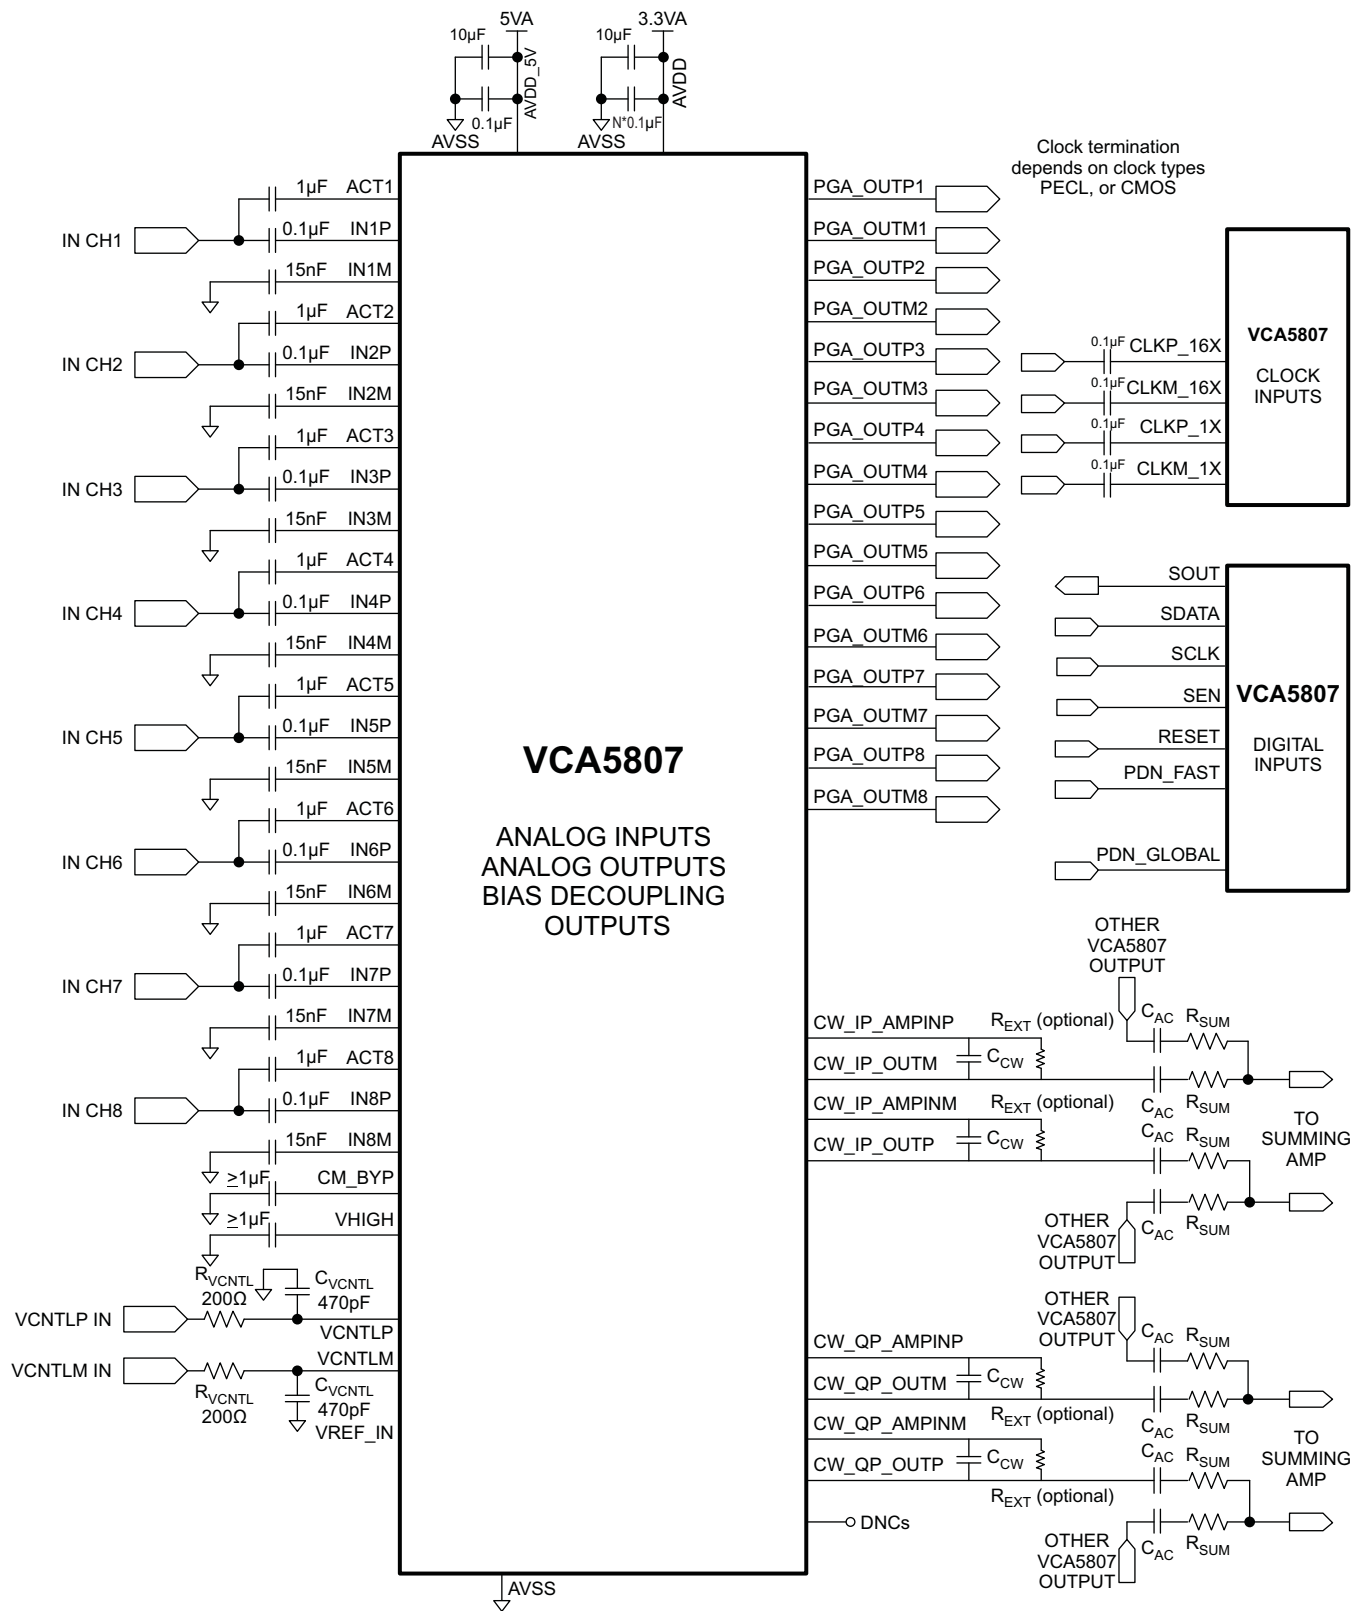 5VA
10µF
AVDD_5V
0.1µF
AVSS
3.3VA
10µF
AVDD
N*0.1µF
AVSS
1µF ACT1
IN CH1
0.1µF IN1P
15nF IN1M
1µF ACT2
IN CH2
0.1µF IN2P
15nF IN2M
1µF ACT3
IN CH3
0.1µF IN3P
15nF IN3M
1µF ACT4
IN CH4
0.1µF IN4P
15nF IN4M
1µF ACT5
IN CH5
0.1µF IN5P
15nF IN5M
1µF ACT6
IN CH6
0.1µF IN6P
15nF IN6M
1µF ACT7
IN CH7
0.1µF IN7P
15nF IN7M
1µF ACT8
IN CH8
0.1µF IN8P
15nF IN8M
≥1µF CM_BYP
≥1µF VHIGH
RVCNTL
200Ω
CVCNTL
470pF
VCNTLP IN
VCNTLP
VCNTLM IN
VCNTLM
RVCNTL
200Ω
CVCNTL
470pF
VREF_IN
VCA5807
ANALOG INPUTS
ANALOG OUTPUTS
BIAS DECOUPLING
OUTPUTS
AVSS
PGA_OUTP1
PGA_OUTM1
PGA_OUTP2
PGA_OUTM2
PGA_OUTP3
PGA_OUTM3
PGA_OUTP4
PGA_OUTM4
PGA_OUTP5
PGA_OUTM5
PGA_OUTP6
PGA_OUTM6
PGA_OUTP7
PGA_OUTM7
PGA_OUTP8
PGA_OUTM8
Clock termination
depends on clock types
PECL, or CMOS
0.1µF CLKP_16X
0.1µF CLKM_16X
0.1µF CLKP_1X
0.1µF CLKM_1X
VCA5807
CLOCK
INPUTS
SOUT
SDATA
SCLK
SEN
RESET
PDN_FAST
PDN_GLOBAL
VCA5807
DIGITAL
INPUTS
OTHER
VCA5807
OUTPUT
CAC RSUM
CW_IP_AMPINP
REXT (optional)
CW_IP_OUTM
CCW
CAC RSUM
CW_IP_AMPINM
REXT (optional)
CW_IP_OUTP
CCW
CAC RSUM
TO
SUMMING
AMP
OTHER
VCA5807
OUTPUT
CAC RSUM
OTHER
VCA5807
OUTPUT
CAC RSUM
CW_QP_AMPINP
CW_QP_OUTM
CCW
REXT (optional)
CAC RSUM
CW_QP_AMPINM
CW_QP_OUTP
CCW
REXT (optional)
CAC RSUM
TO
SUMMING
AMP
DNCs
OTHER
VCA5807
OUTPUT
CAC RSUM